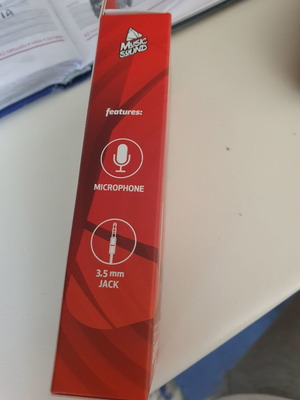 MUSIC
SOUND
features:
MICROPHONE
3.5 mm
JACK